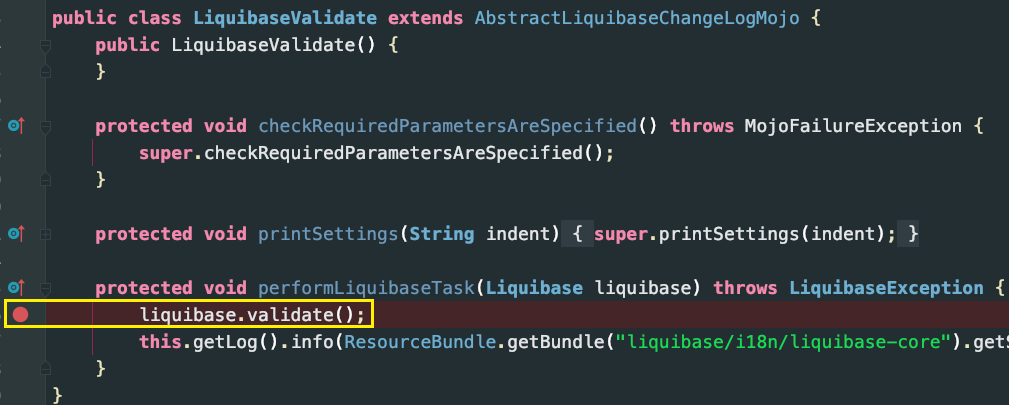 public class LiquibaseValidate extends AbstractLiquibaseChangeLogMojo {
public LiquibaseValidate() {
}
protected void checkRequiredParametersAreSpecified() throws MojoFailureException {
super.checkRequiredParametersAreSpecified();
}
protected void printSettings(String indent) { super.printSettings(indent); }
protected void performLiquibaseTask(Liquibase liquibase) throws LiquibaseException {
liquibase.validate();
this.getLog().info(ResourceBundle.getBundle("liquibase/i18n/liquibase-core").getS
}
}